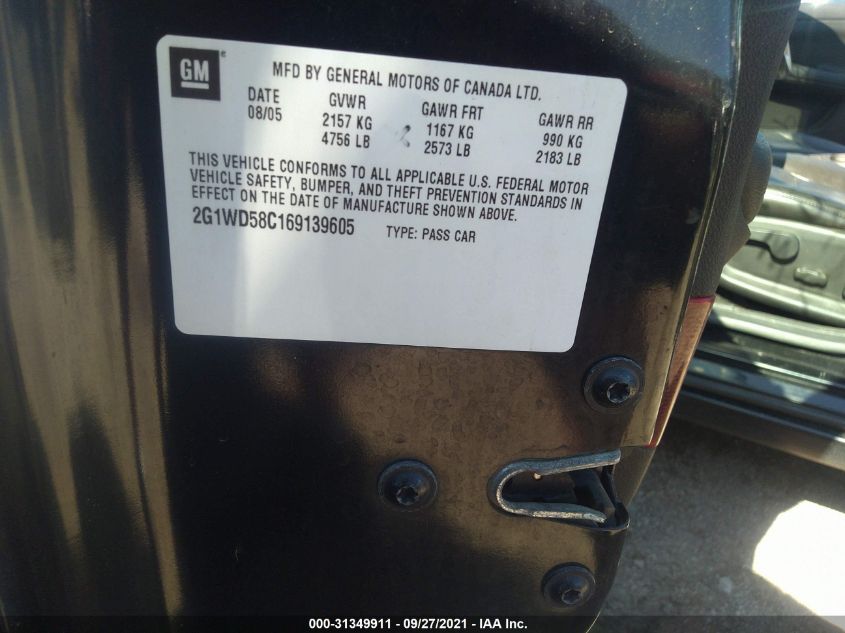 GM
MFD BY GENERAL MOTORS OF CANADA LTD.
DATE GVWR GAWR FRT GAWR RR
08/05 2157 KG 1167 KG 990 KG
4756 LB 2573 LB 2183 LB
THIS VEHICLE CONFORMS TO ALL APPLICABLE U.S. FEDERAL MOTOR
VEHICLE SAFETY, BUMPER, AND THEFT PREVENTION STANDARDS IN
EFFECT ON THE DATE OF MANUFACTURE SHOWN ABOVE.
2G1WD58C169139605 TYPE: PASS CAR
000-31349911 - 09/27/2021 - IAA Inc.